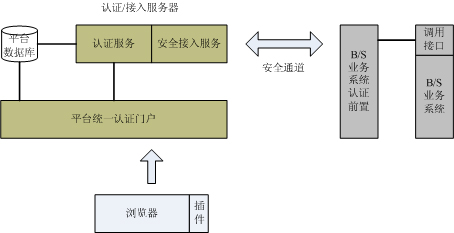 认证/接入服务器
平台
数据库
认证服务
安全接入服务
安全通道
B/S
业务
系统
认证
前置
调用
接口
B/S
业务
系统
平台统一认证门户
浏览器
插
件